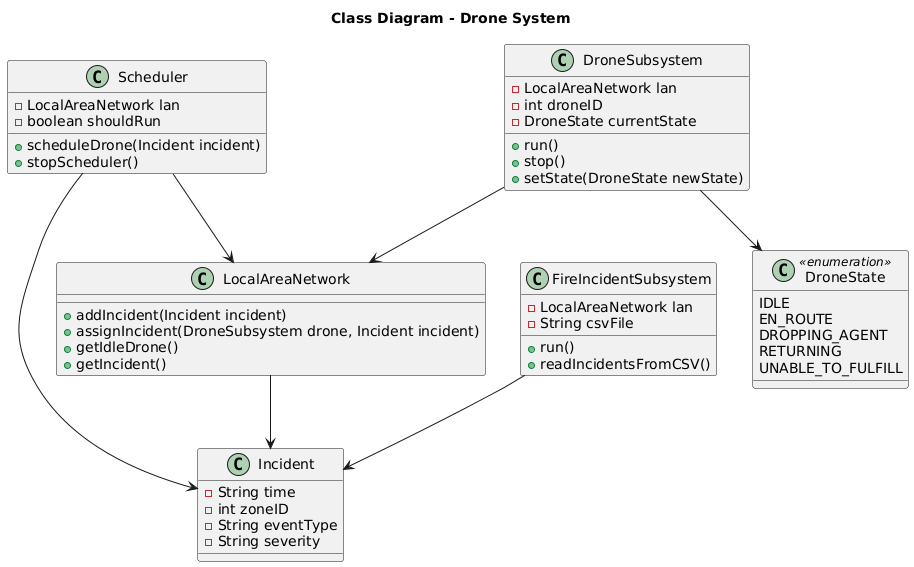 Class Diagram - Drone System
C Scheduler
LocalAreaNetwork lan
boolean shouldRun
scheduleDrone(Incident incident)
stopScheduler()
C DroneSubsystem
LocalAreaNetwork lan
int droneID
DroneState currentState
run()
stop()
setState(DroneState newState)
C LocalAreaNetwork
addIncident(Incident incident)
assignIncident(DroneSubsystem drone, Incident incident)
getIdleDrone()
getIncident()
C FireIncidentSubsystem
LocalAreaNetwork lan
String csvFile
run()
readIncidentsFromCSV()
«enumeration»
C DroneState
IDLE
EN_ROUTE
DROPPING_AGENT
RETURNING
UNABLE_TO_FULFILL
C Incident
String time
int zoneID
String eventType
String severity